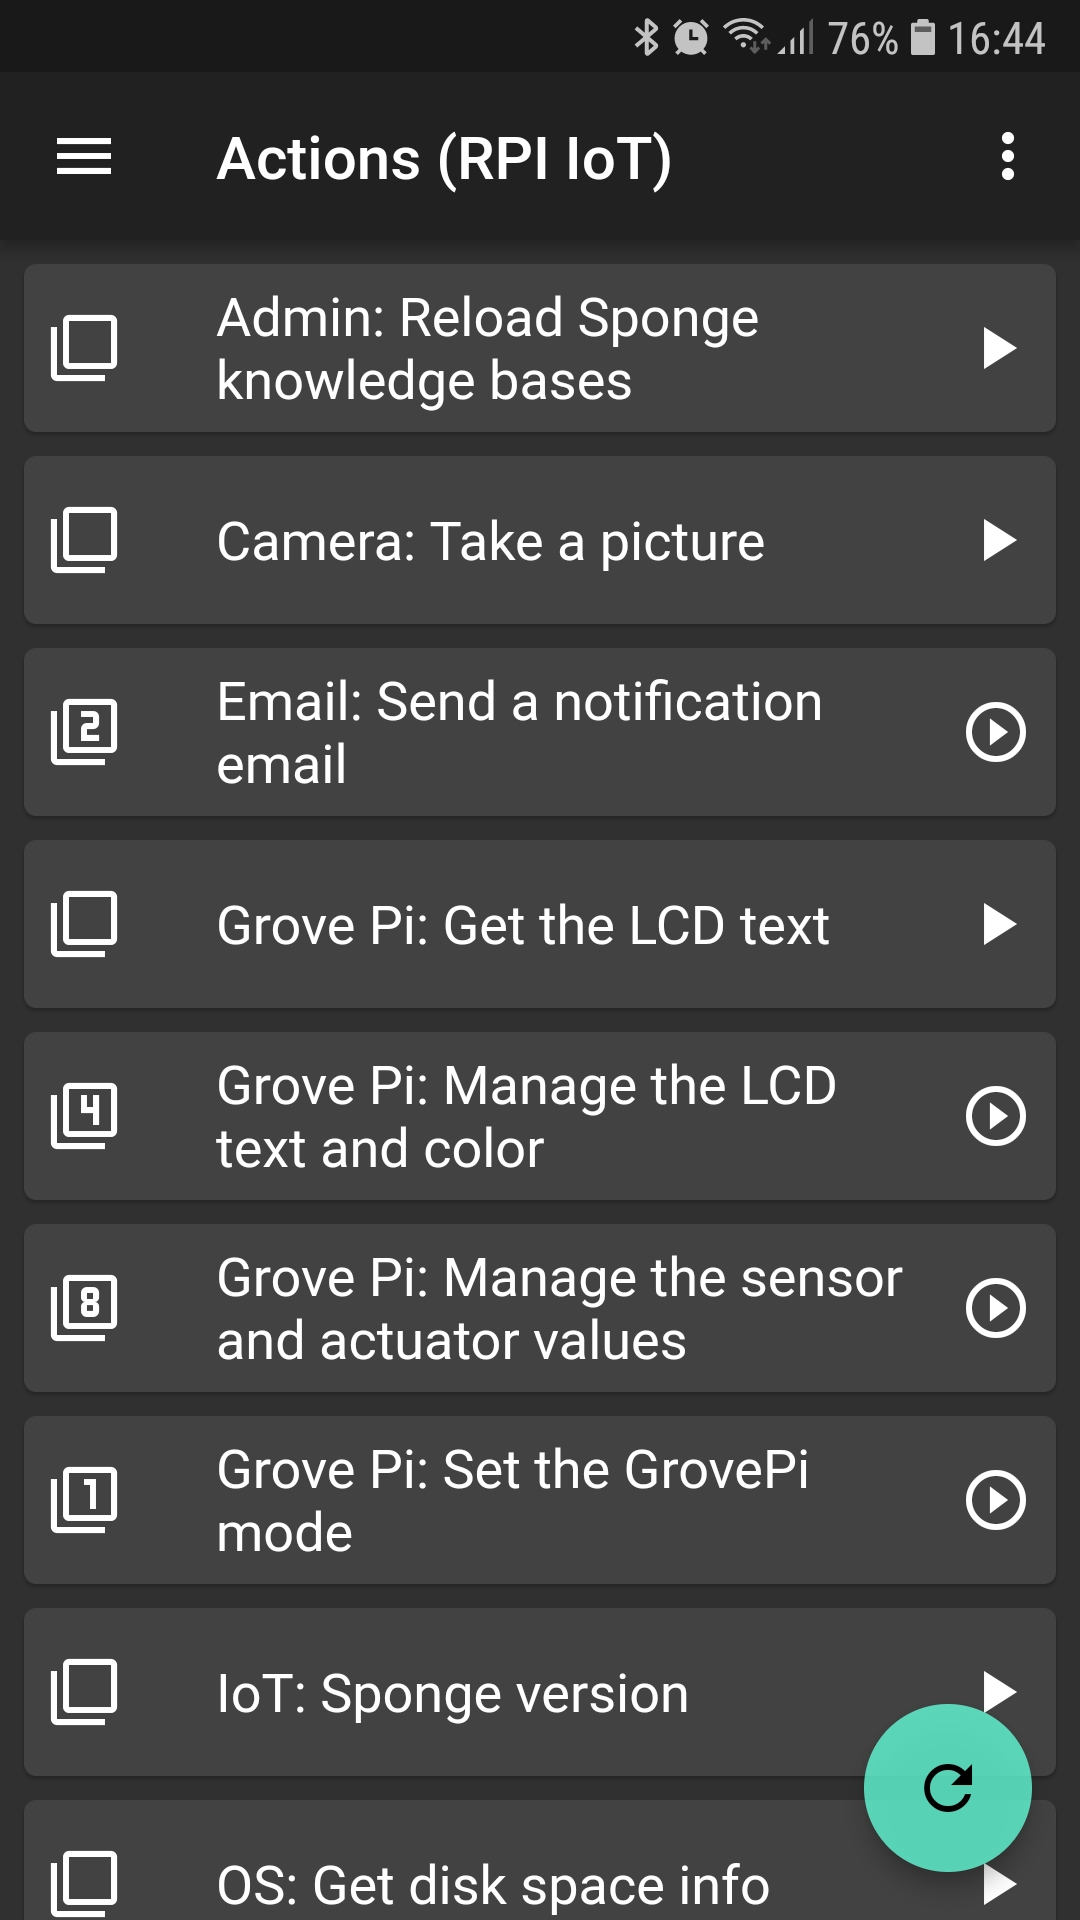 76% 16:44
Actions (RPI IoT)
Admin: Reload Sponge
knowledge bases
Camera: Take a picture
2
Email: Send a notification
email
Grove Pi: Get the LCD text
4
Grove Pi: Manage the LCD
text and color
8
Grove Pi: Manage the sensor
and actuator values
1
Grove Pi: Set the GrovePi
mode
IoT: Sponge version
OS: Get disk space info